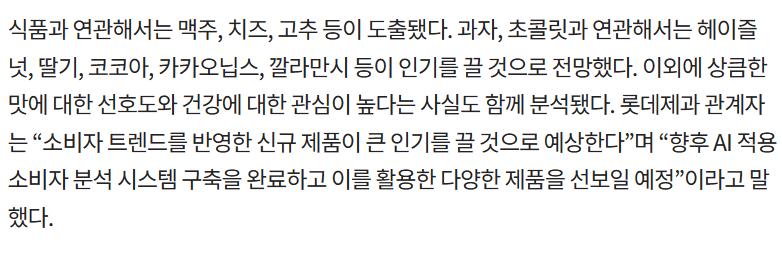 식품과 연관해서는 맥주, 치즈, 고추 등이 도출됐다. 과자, 초콜릿과 연관해서는 헤이즐
넛, 딸기, 코코아, 카카오닙스, 깔라만시 등이 인기를 끌 것으로 전망했다. 이외에 상큼한
맛에 대한 선호도와 건강에 대한 관심이 높다는 사실도 함께 분석됐다. 롯데제과 관계자
는 “소비자 트렌드를 반영한 신규 제품이 큰 인기를 끌 것으로 예상한다”며 “향후 AI 적용
소비자 분석 시스템 구축을 완료하고 이를 활용한 다양한 제품을 선보일 예정”이라고 말
했다.